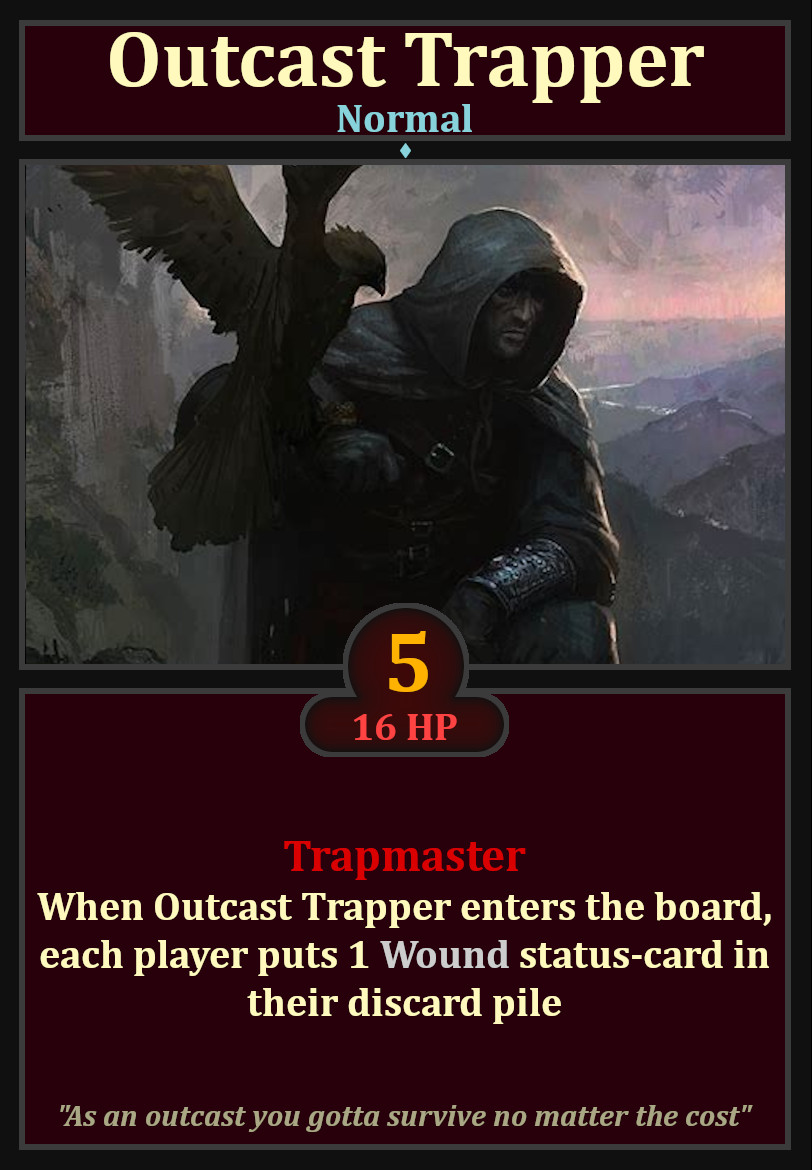 Outcast Trapper
Normal
5
16 HP
Trapmaster
When Outcast Trapper enters the board,
each player puts 1 Wound status-card in
their discard pile
"As an outcast you gotta survive no matter the cost"